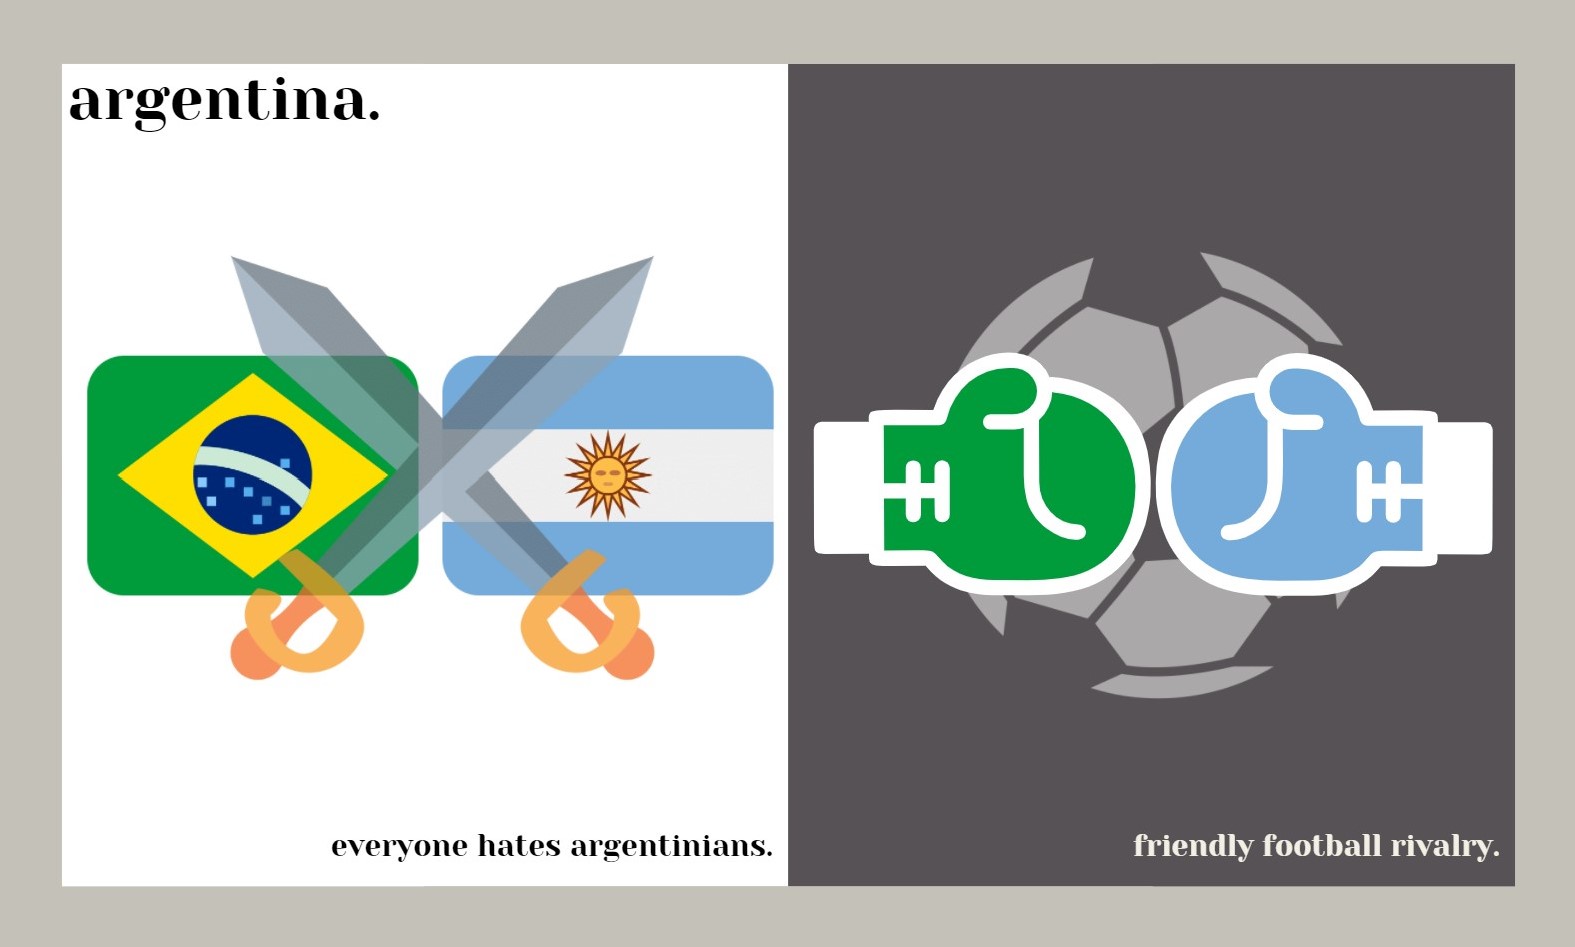 argentina.
everyone hates argentinians.
friendly football rivalry.